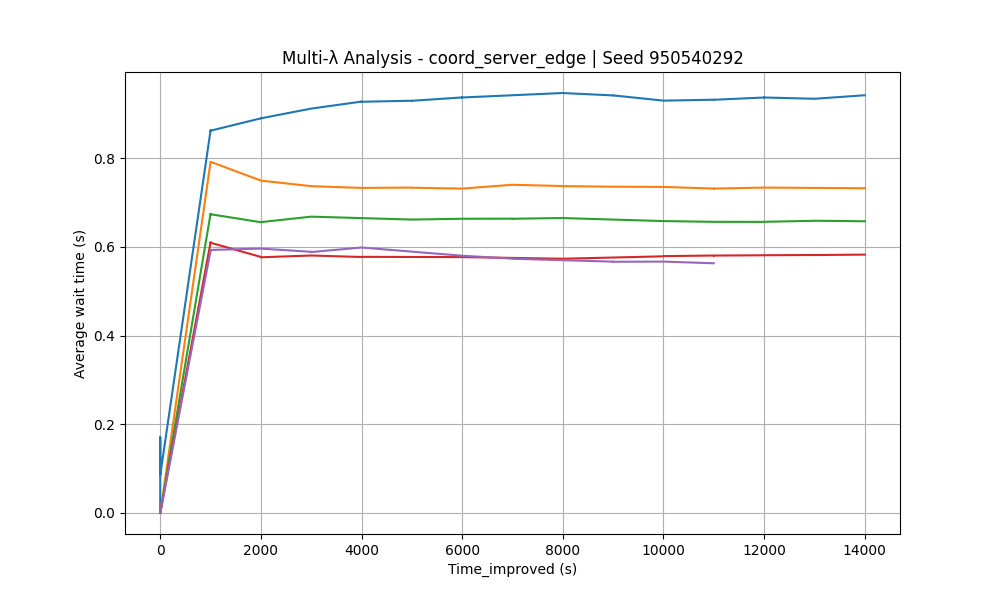 Multi-λ Analysis - coord_server_edge | Seed 950540292
Average wait time (s)
0.8
0.6
0.4
0.2
0.0
0 2000 4000 6000 8000 10000 12000 14000
Time_improved (s)